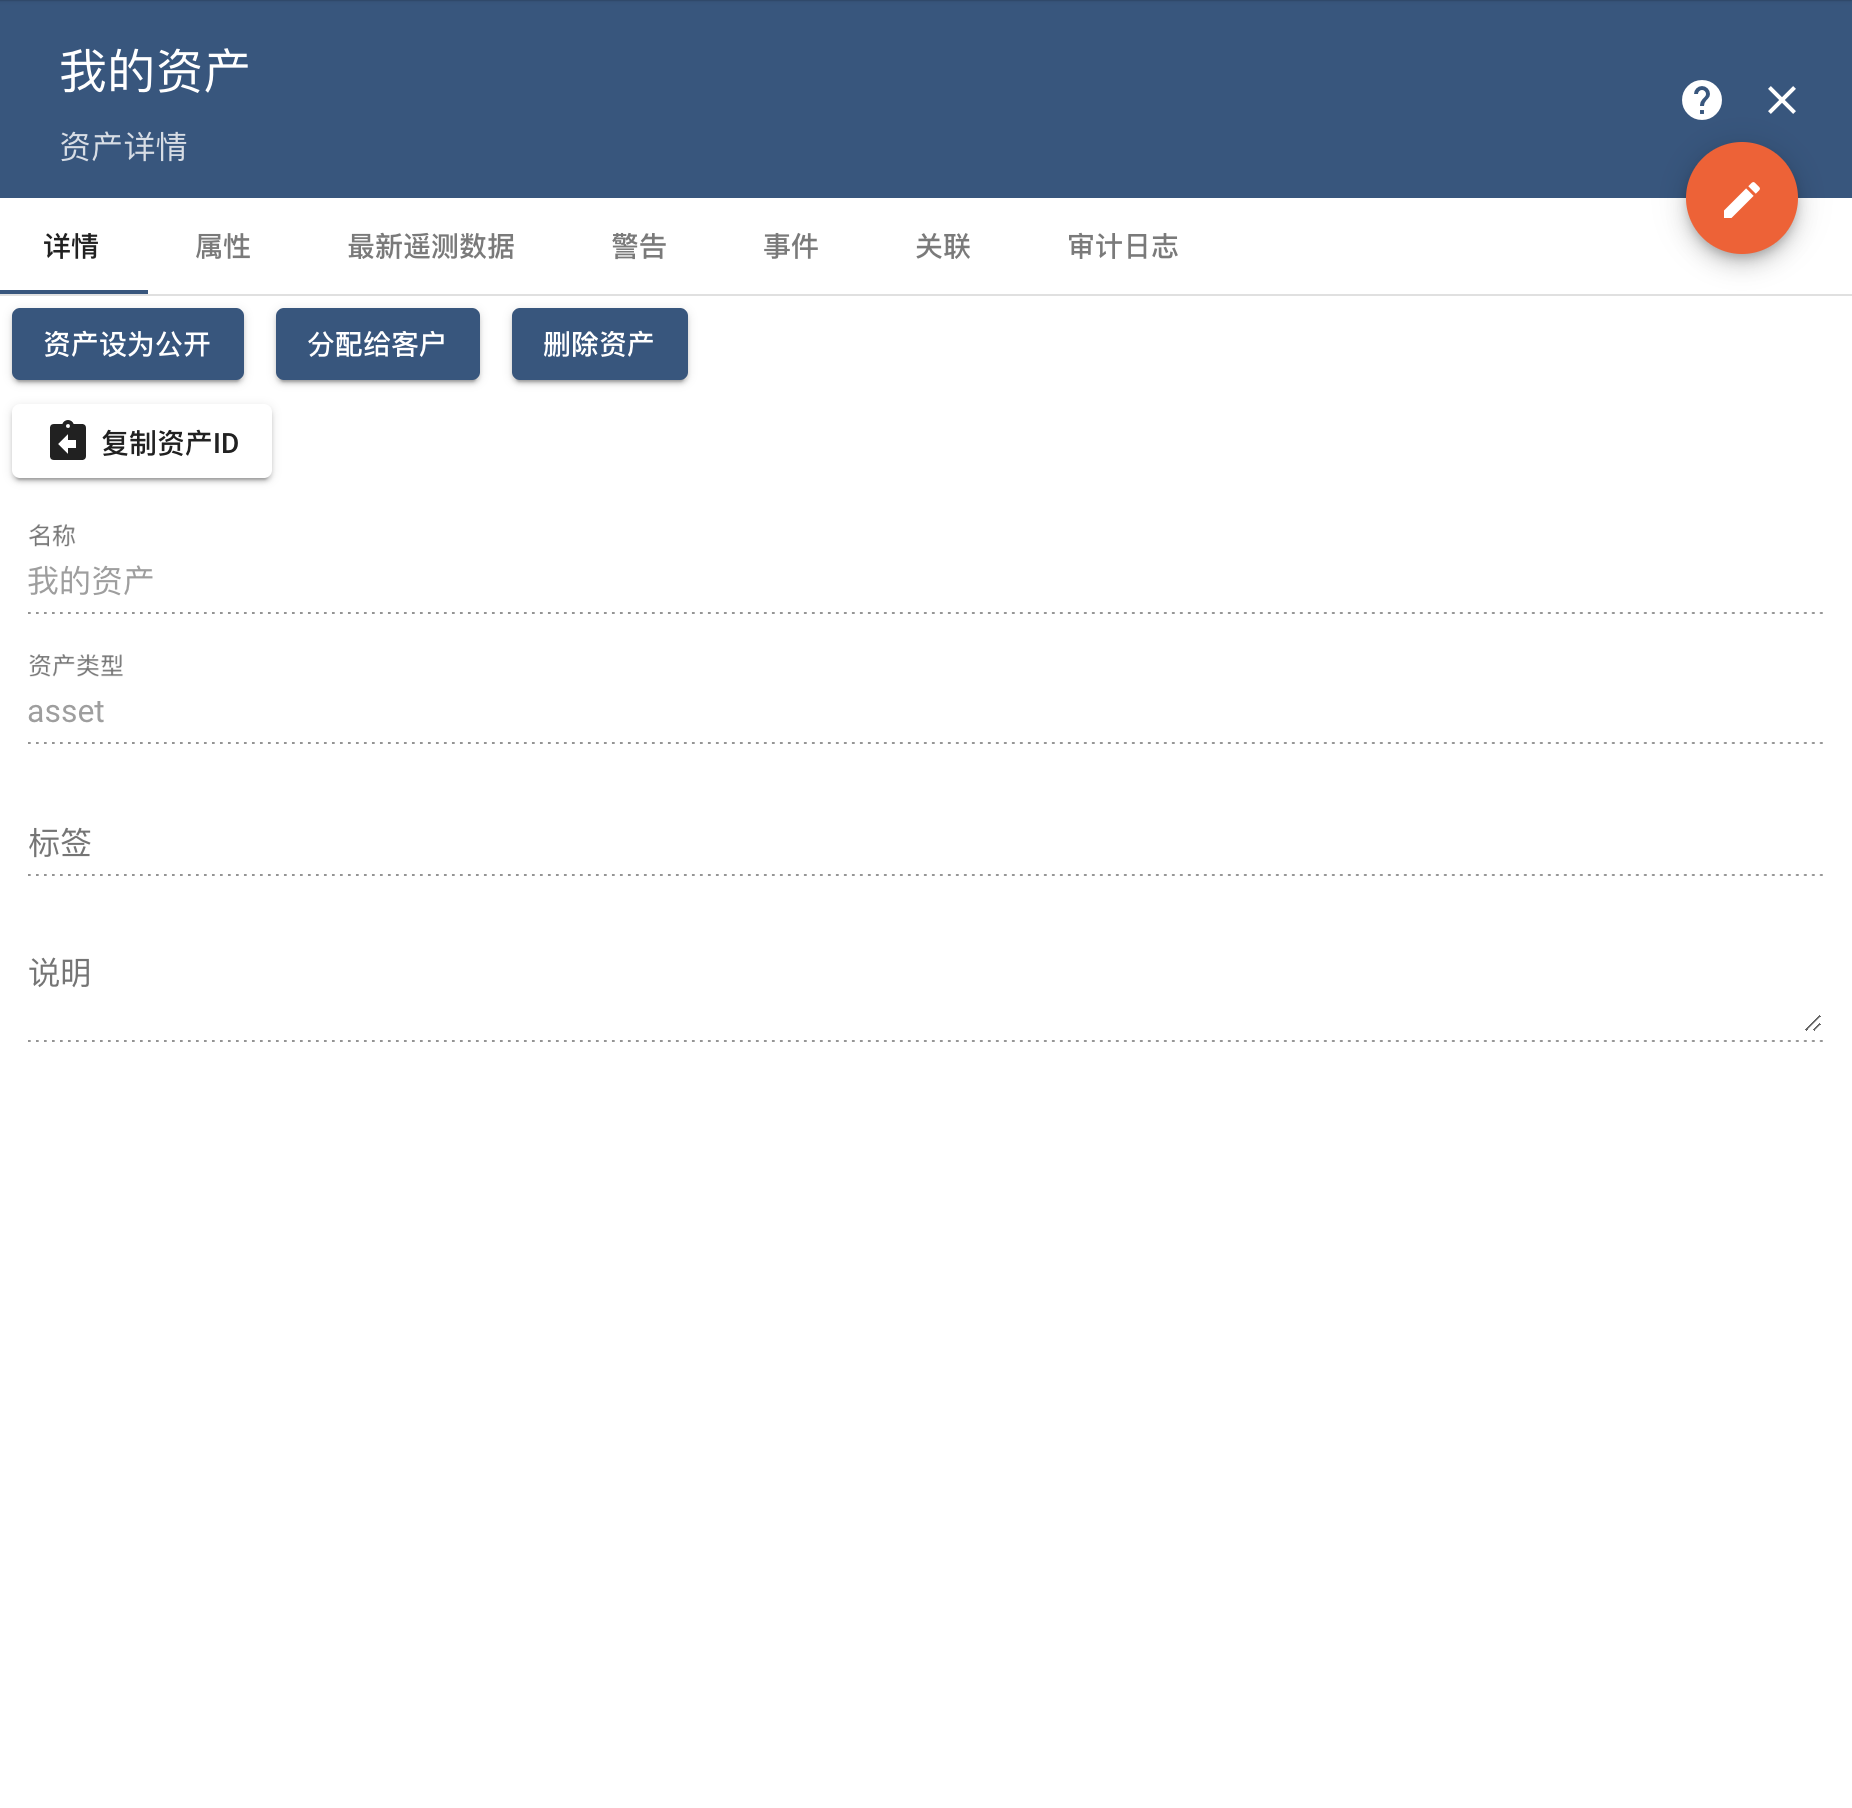 我的资产
资产详情
详情 属性 最新遥测数据 警告 事件 关联 审计日志
资产设为公开 分配给客户 删除资产
复制资产ID
名称
我的资产
资产类型
asset
标签
说明